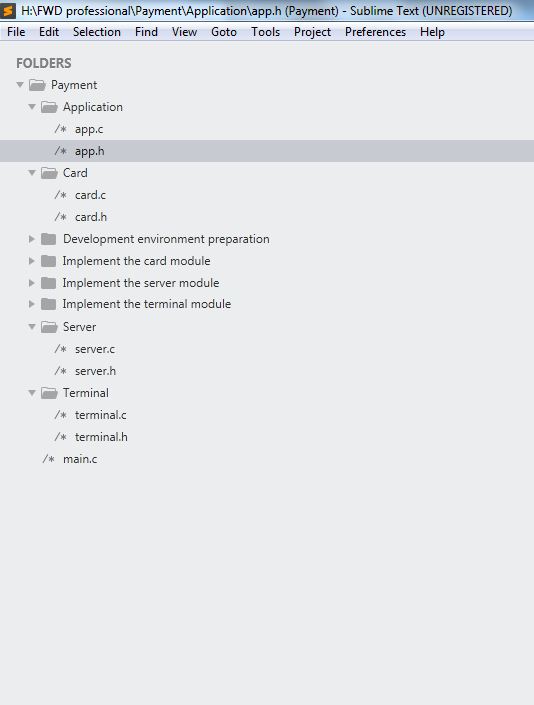 H:\FWD professional\Payment\Application\app.h (Payment) - Sublime Text (UNREGISTERED)
File Edit Selection Find View Goto Tools Project Preferences Help
FOLDERS
Payment
Application
/* app.c
/* app.h
Card
/* card.c
/* card.h
Development environment preparation
Implement the card module
Implement the server module
Implement the terminal module
Server
/* server.c
/* server.h
Terminal
/* terminal.c
/* terminal.h
/* main.c